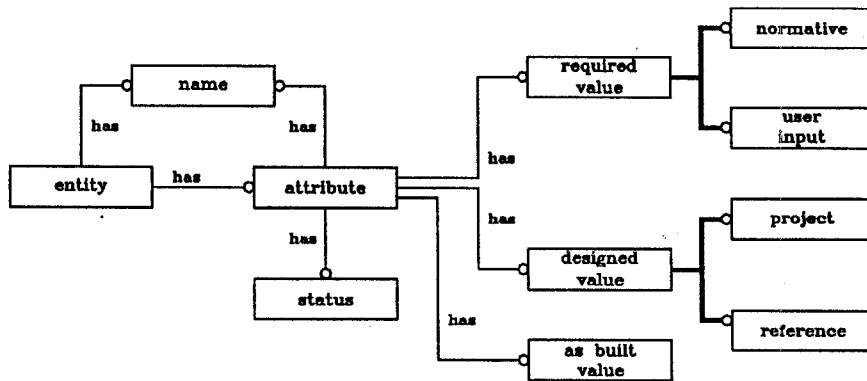 normative
name
required
value
has
has
user
input
has
entity
has
attribute
has
has
project
designed
value
status
has
reference
as built
value